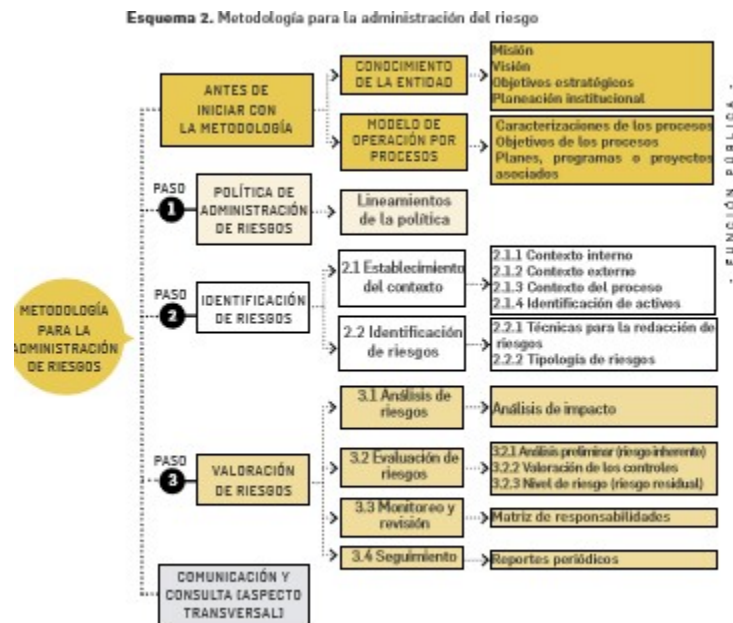 Esquema 2. Metodología para la administración del riesgo
METODOLOGÍA
PARA LA
ADMINISTRACIÓN
DE RIESGOS
ANTES DE
INICIAR CON
LA METODOLOGÍA
CONOCIMIENTO
DE LA ENTIDAD
Misión
Visión
Objetivos estratégicos
Planeación institucional
MODELO DE
OPERACIÓN POR
PROCESOS
Caracterizaciones de los procesos
Objetivos de los procesos
Planes, programas o proyectos
asociados
PASO
1
POLÍTICA DE
ADMINISTRACIÓN
DE RIESGOS
Lineamientos
de la política
PASO
2
IDENTIFICACIÓN
DE RIESGOS
2.1 Establecimiento
del contexto
2.1.1 Contexto interno
2.1.2 Contexto externo
2.1.3 Contexto del proceso
2.1.4 Identificación de activos
2.2 Identificación
de riesgos
2.2.1 Técnicas para la redacción de
riesgos
2.2.2 Tipología de riesgos
PASO
3
VALORACIÓN
DE RIESGOS
3.1 Análisis de
riesgos
Análisis de impacto
3.2 Evaluación de
riesgos
3.2.1 Análisis preliminar (riesgo inherente)
3.2.2 Valoración de los controles
3.2.3 Nivel de riesgo (riesgo residual)
3.3 Monitoreo y
revisión
Matriz de responsabilidades
3.4 Seguimiento
Reportes periódicos
COMUNICACIÓN Y
CONSULTA (ASPECTO
TRANSVERSAL)
- FUNCIÓN PÚBLICA -